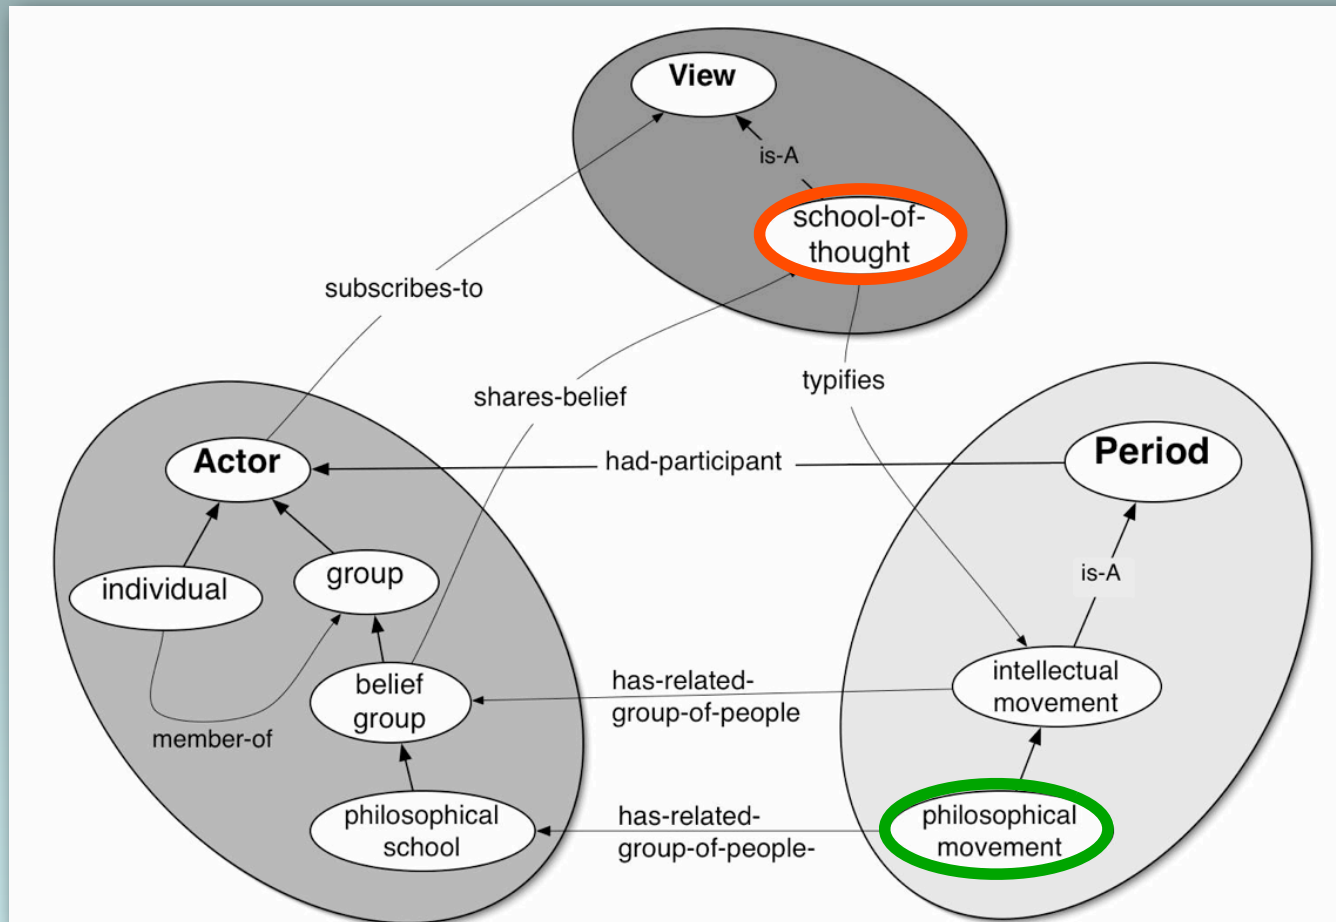 View
is-A
school-of-
thought
subscribes-to
typifies
shares-belief
Actor
had-participant
Period
individual
group
is-A
belief
group
has-related-
group-of-people
intellectual
movement
member-of
philosophical
school
has-related-
group-of-people-
philosophical
movement